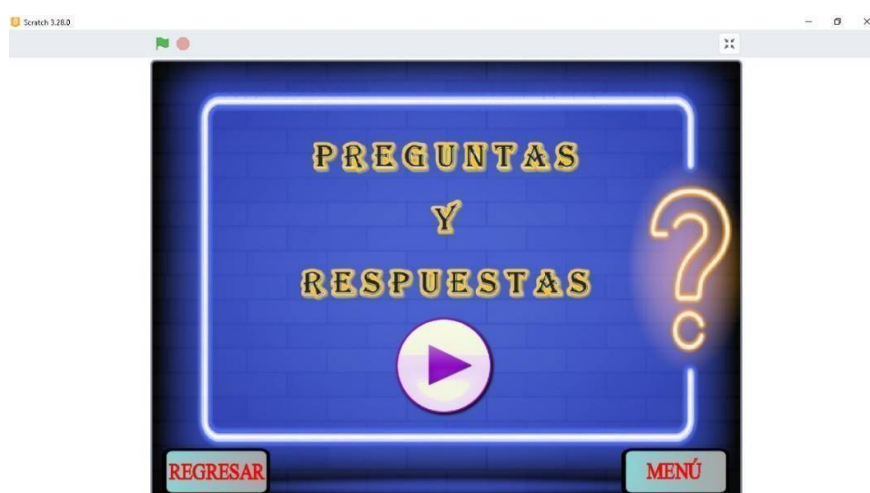 Scratch 3.28.0
PREGUNTAS
Y
RESPUESTAS
?
REGRESAR
MENÚ